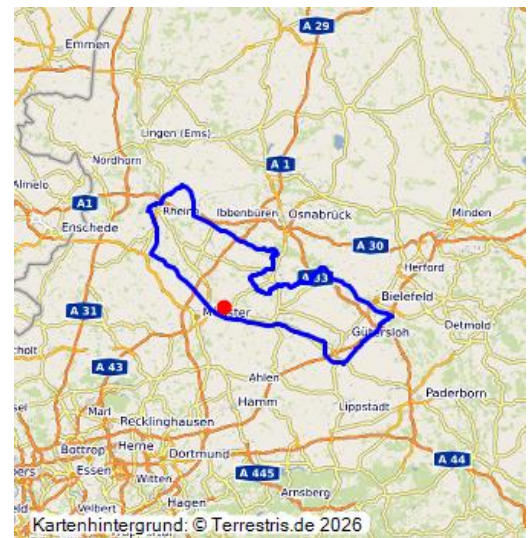 A 29
Emmen
Lingen (Ems)
A 1
Nordhorn
Almelo
A1
Rheine
Ibbenbüren
Osnabrück
Minden
Enschede
A 30
Herford
A 33
A 31
Münster
Bielefeld
Gütersloh
Detmold
A 43
Ahlen
Hamm
Lippstadt
Paderborn
Marl
Recklinghausen
Bottrop
Herne
Dortmund
A 44
Essen
Witten
A 445
Arnsberg
Hagen
Kartenhintergrund: © Terrestris.de 2026